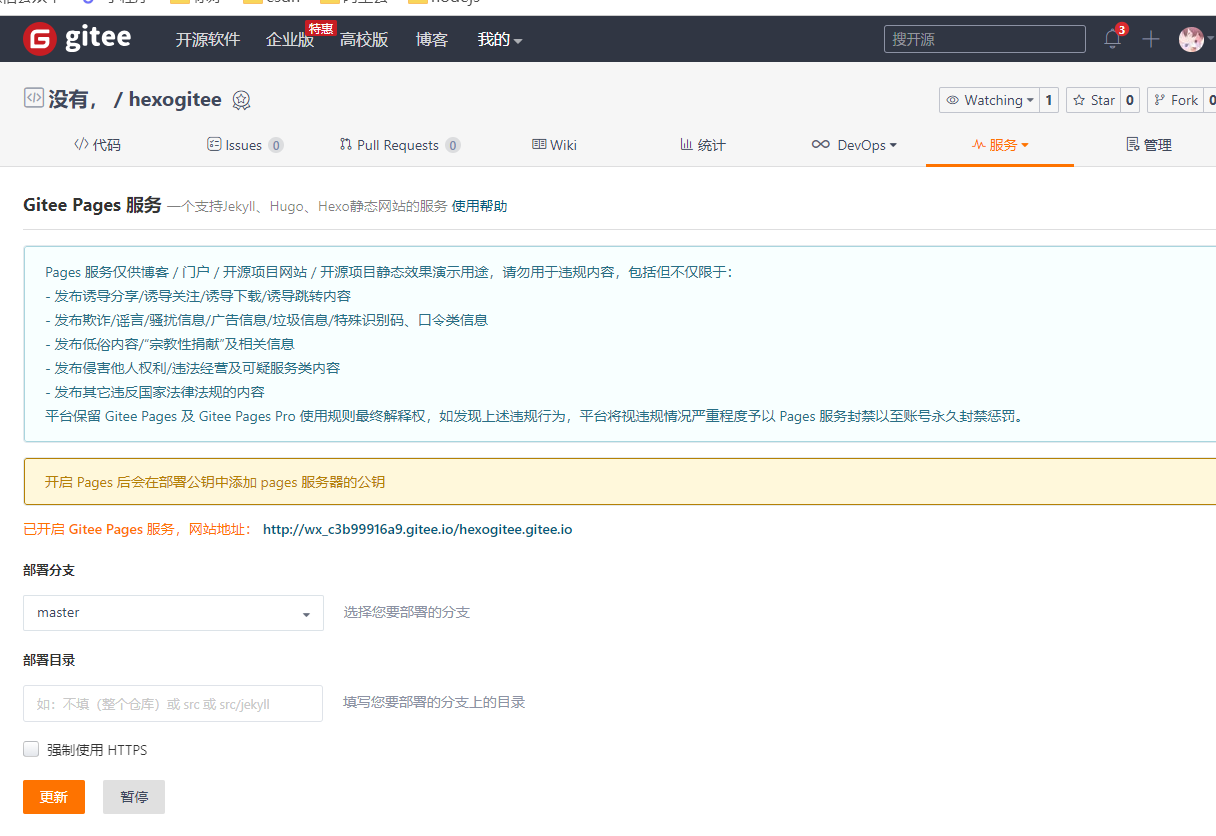 gitee 开源软件 企业版 特惠 高校版 博客 我的 搜开源 3
没有， / hexogitee Watching 1 Star 0 Fork 0
代码 Issues 0 Pull Requests 0 Wiki 统计 DevOps 服务 管理
Gitee Pages 服务 一个支持Jekyll、Hugo、Hexo静态网站的服务 使用帮助
Pages 服务仅供博客 / 门户 / 开源项目网站 / 开源项目静态效果演示用途，请勿用于违规内容，包括但不仅限于：
- 发布诱导分享/诱导关注/诱导下载/诱导跳转内容
- 发布欺诈/谣言/骚扰信息/广告信息/垃圾信息/特殊识别码、口令类信息
- 发布低俗内容/“宗教性捐献”及相关信息
- 发布侵害他人权利/违法经营及可疑服务类内容
- 发布其它违反国家法律法规的内容
平台保留 Gitee Pages 及 Gitee Pages Pro 使用规则最终解释权，如发现上述违规行为，平台将视违规情况严重程度予以 Pages 服务封禁以至账号永久封禁惩罚。
开启 Pages 后会在部署公钥中添加 pages 服务器的公钥
已开启 Gitee Pages 服务，网站地址： http://wx_c3b99916a9.gitee.io/hexogitee.gitee.io
部署分支
master 选择您要部署的分支
部署目录
如：不填（整个仓库）或 src 或 src/jekyll 填写您要部署的分支上的目录
强制使用 HTTPS
更新 暂停